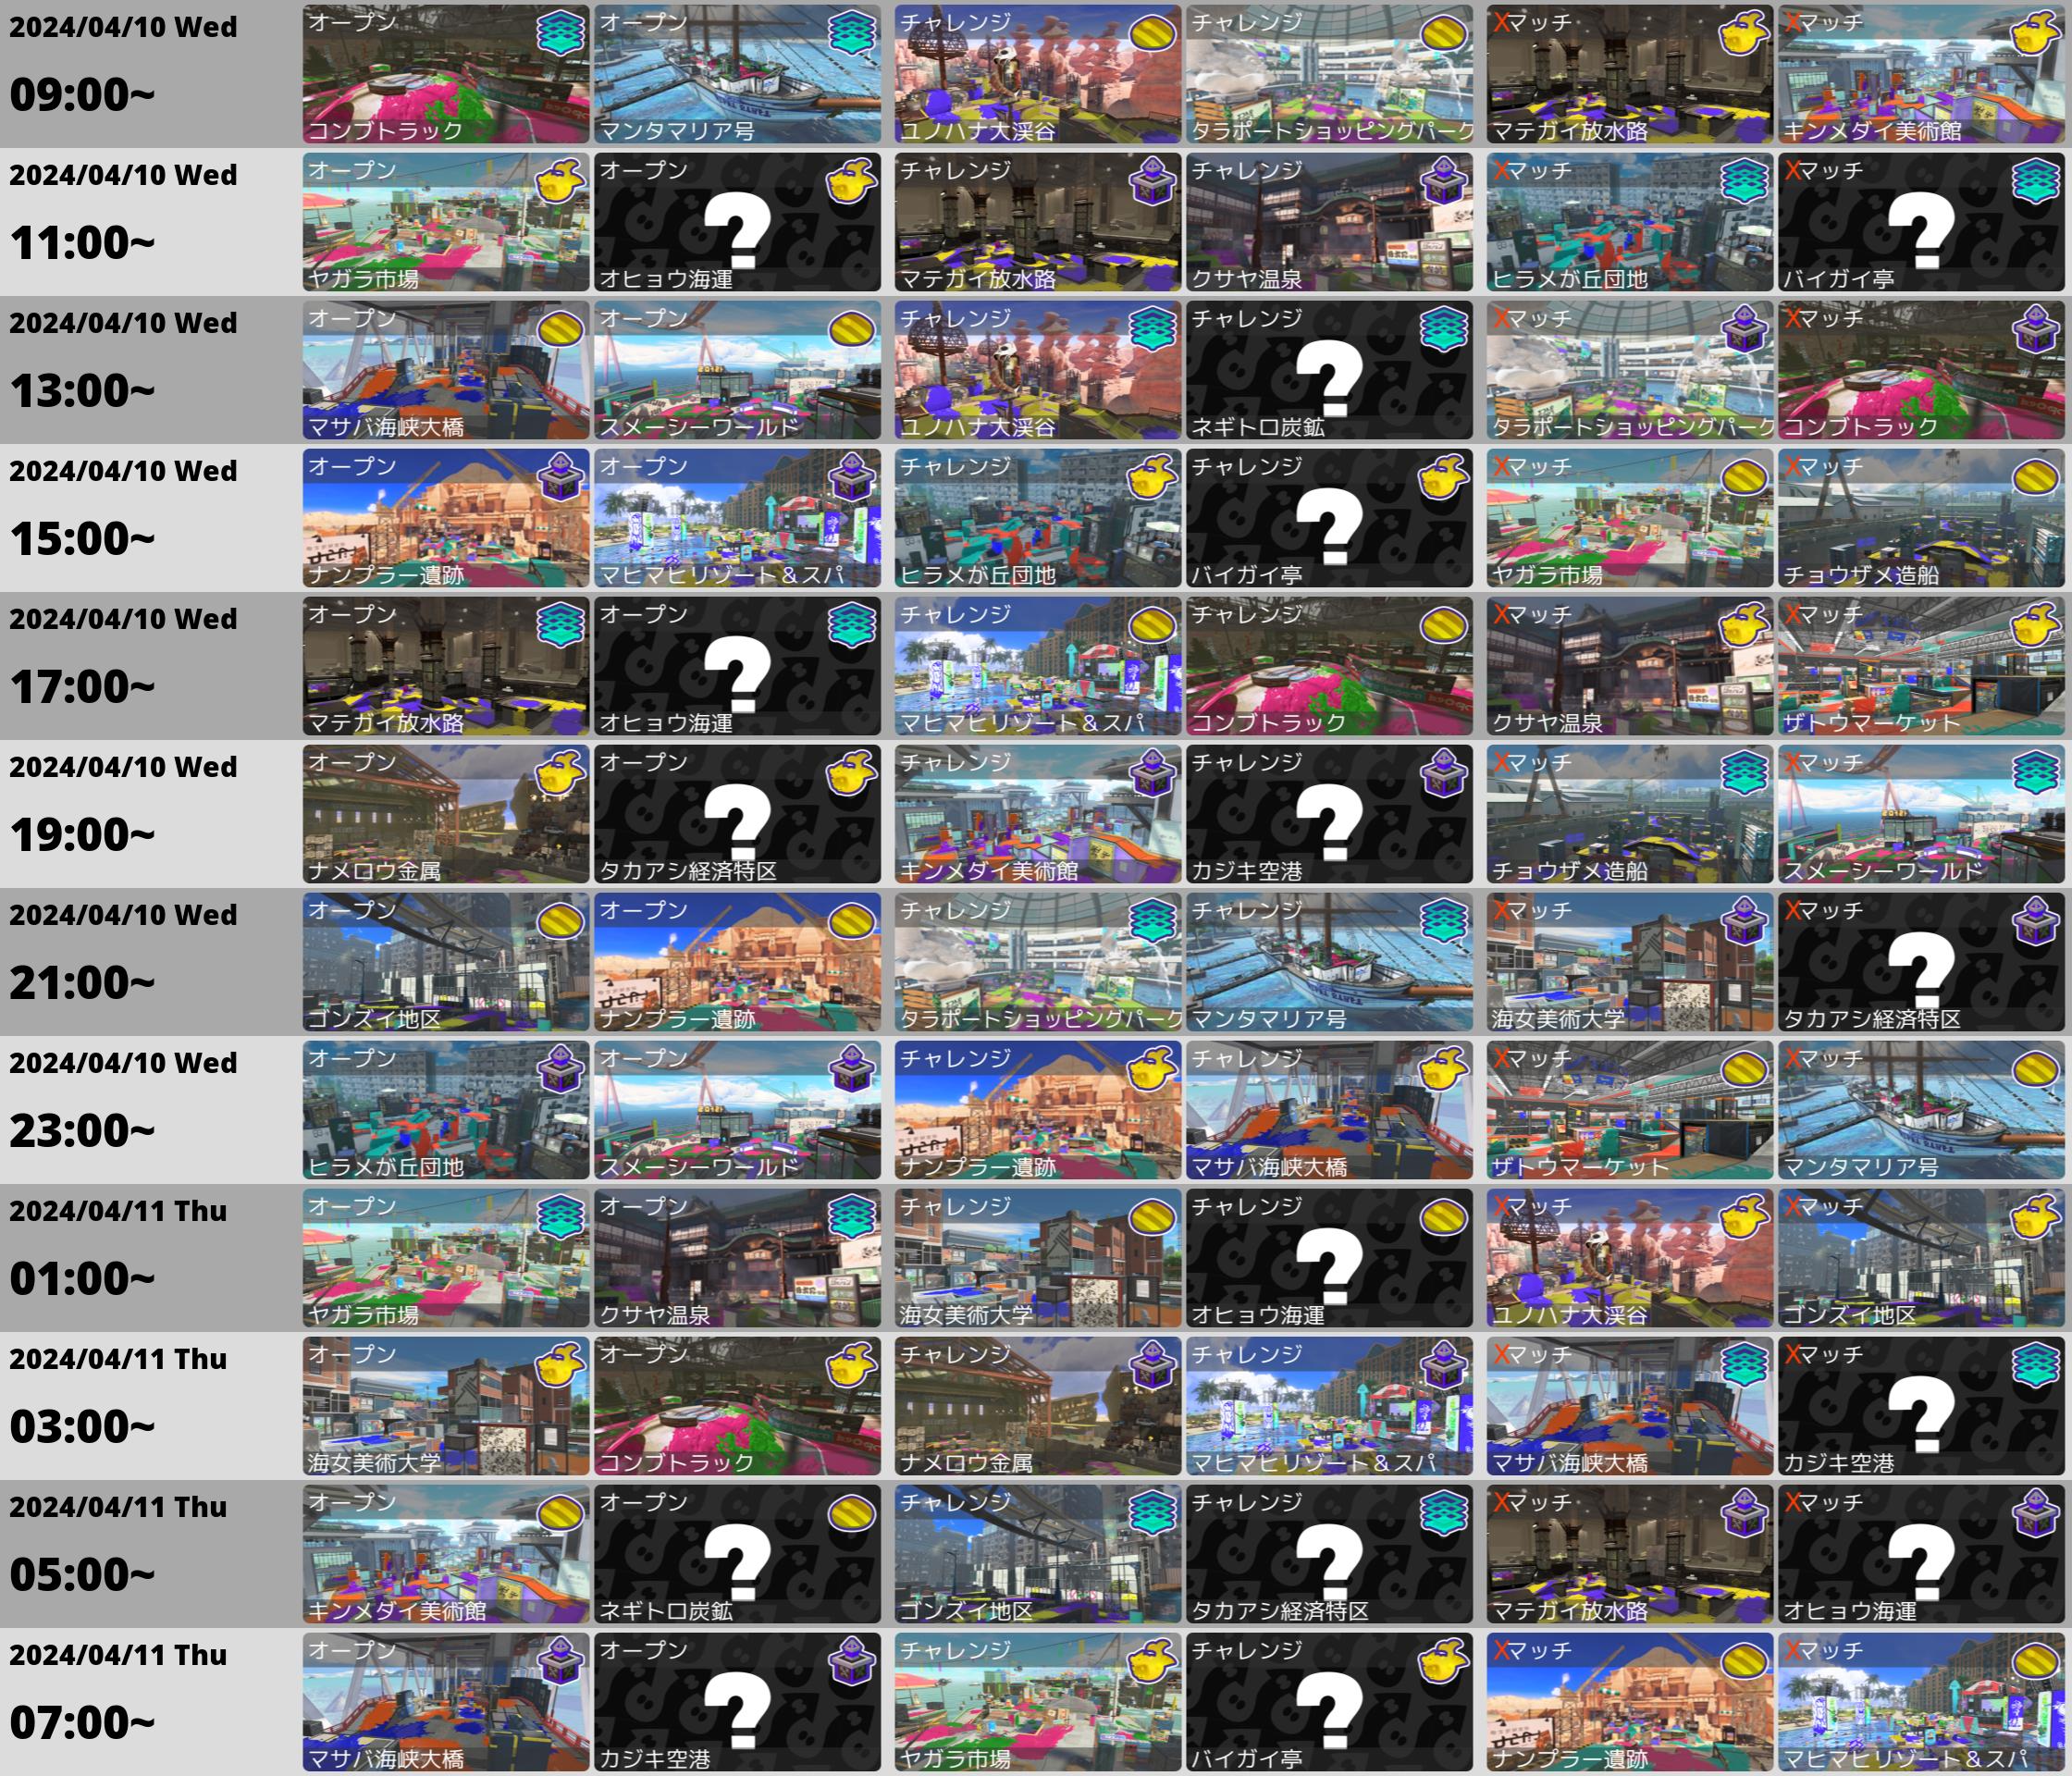 2024/04/10 Wed
09:00~
オープン
コンブトラック
オープン
マンタマリア号
チャレンジ
ユノハナ大渓谷
チャレンジ
タラポートショッピングパーク
Xマッチ
マテガイ放水路
Xマッチ
キンメダイ美術館
2024/04/10 Wed
11:00~
オープン
ヤガラ市場
オープン
?
オヒョウ海運
チャレンジ
マテガイ放水路
チャレンジ
クサヤ温泉
Xマッチ
ヒラメが丘団地
Xマッチ
?
バイガイ亭
2024/04/10 Wed
13:00~
オープン
マサバ海峡大橋
オープン
スメーシーワールド
チャレンジ
ユノハナ大渓谷
チャレンジ
?
ネギトロ炭鉱
Xマッチ
タラポートショッピングパーク
Xマッチ
コンブトラック
2024/04/10 Wed
15:00~
オープン
ナンプラー遺跡
オープン
マヒマヒリゾート＆スパ
チャレンジ
ヒラメが丘団地
チャレンジ
?
バイガイ亭
Xマッチ
ヤガラ市場
Xマッチ
チョウザメ造船
2024/04/10 Wed
17:00~
オープン
マテガイ放水路
オープン
?
オヒョウ海運
チャレンジ
マヒマヒリゾート＆スパ
チャレンジ
コンブトラック
Xマッチ
クサヤ温泉
Xマッチ
ザトウマーケット
2024/04/10 Wed
19:00~
オープン
ナメロウ金属
オープン
?
タカアシ経済特区
チャレンジ
キンメダイ美術館
チャレンジ
?
カジキ空港
Xマッチ
チョウザメ造船
Xマッチ
スメーシーワールド
2024/04/10 Wed
21:00~
オープン
ゴンズイ地区
オープン
ナンプラー遺跡
チャレンジ
タラポートショッピングパーク
チャレンジ
マンタマリア号
Xマッチ
海女美術大学
Xマッチ
?
タカアシ経済特区
2024/04/10 Wed
23:00~
オープン
ヒラメが丘団地
オープン
スメーシーワールド
チャレンジ
ナンプラー遺跡
チャレンジ
マサバ海峡大橋
Xマッチ
ザトウマーケット
Xマッチ
マンタマリア号
2024/04/11 Thu
01:00~
オープン
ヤガラ市場
オープン
クサヤ温泉
チャレンジ
海女美術大学
チャレンジ
?
オヒョウ海運
Xマッチ
ユノハナ大渓谷
Xマッチ
ゴンズイ地区
2024/04/11 Thu
03:00~
オープン
海女美術大学
オープン
コンブトラック
チャレンジ
ナメロウ金属
チャレンジ
マヒマヒリゾート＆スパ
Xマッチ
マサバ海峡大橋
Xマッチ
?
カジキ空港
2024/04/11 Thu
05:00~
オープン
キンメダイ美術館
オープン
?
ネギトロ炭鉱
チャレンジ
ゴンズイ地区
チャレンジ
?
タカアシ経済特区
Xマッチ
マテガイ放水路
Xマッチ
?
オヒョウ海運
2024/04/11 Thu
07:00~
オープン
マサバ海峡大橋
オープン
?
カジキ空港
チャレンジ
ヤガラ市場
チャレンジ
?
バイガイ亭
Xマッチ
ナンプラー遺跡
Xマッチ
マヒマヒリゾート＆スパ